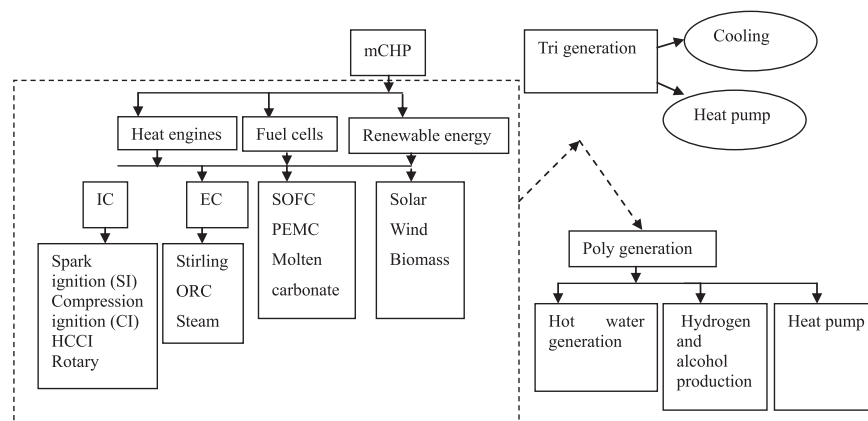 mCHP
Tri generation
Cooling
Heat pump
Heat engines
Fuel cells
Renewable energy
IC
EC
SOFC
PEMC
Molten
carbonate
Solar
Wind
Biomass
Spark
ignition (SI)
Compression
ignition (CI)
HCCI
Rotary
Stirling
ORC
Steam
Poly generation
Hot water
generation
Hydrogen
and
alcohol
production
Heat pump